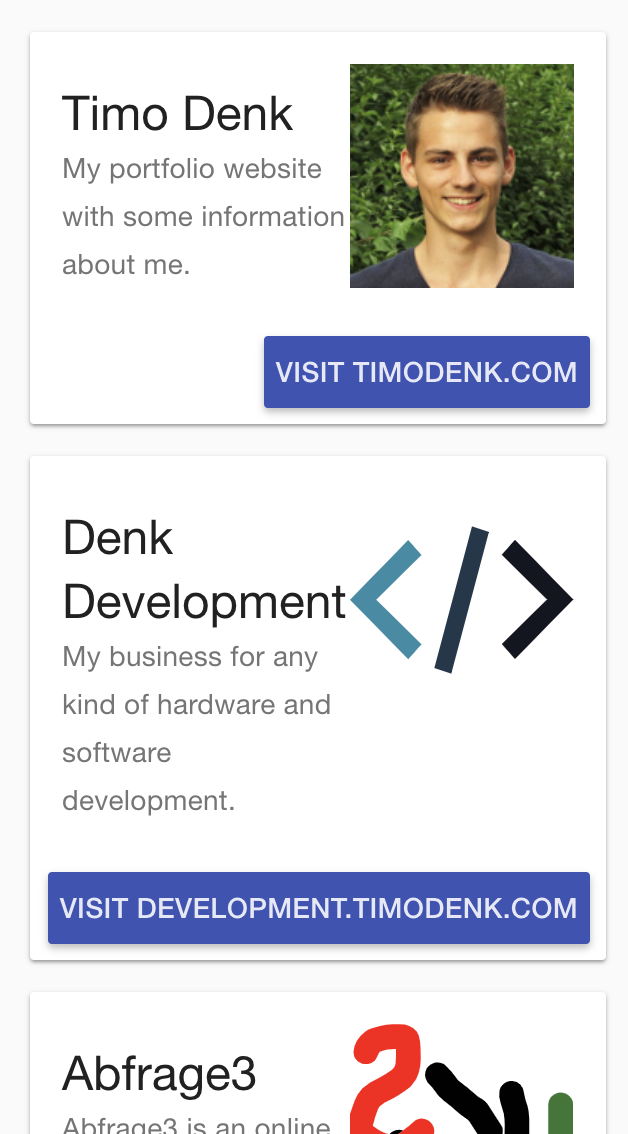 Timo Denk
My portfolio website
with some information
about me.
VISIT TIMODENK.COM
Denk
Development
My business for any
kind of hardware and
software
development.
VISIT DEVELOPMENT.TIMODENK.COM
Abfrage3
Abfrage3 is an online